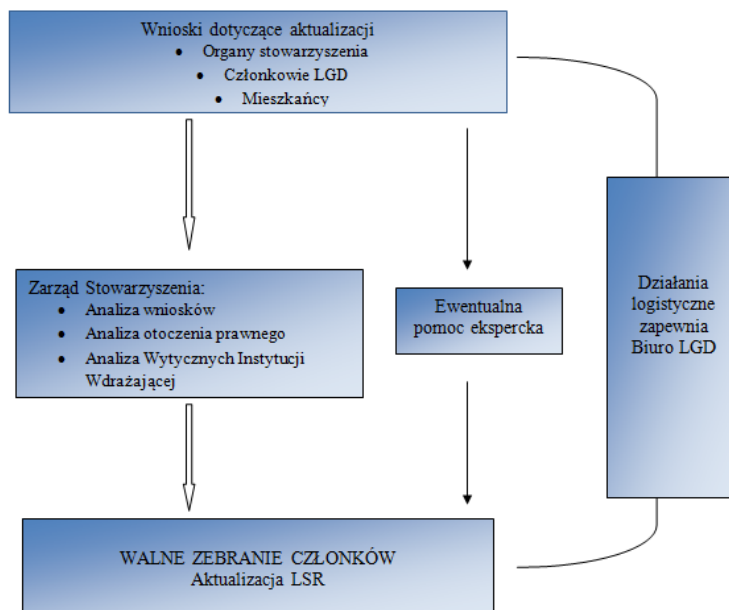 Wnioski dotyczące aktualizacji
• Organy stowarzyszenia
• Członkowie LGD
• Mieszkańcy
Zarząd Stowarzyszenia:
• Analiza wniosków
• Analiza otoczenia prawnego
• Analiza Wytycznych Instytucji
Wdrażającej
Ewentualna
pomoc ekspercka
Działania
logistyczne
zapewnia
Biuro LGD
WALNE ZEBRANIE CZŁONKÓW
Aktualizacja LSR